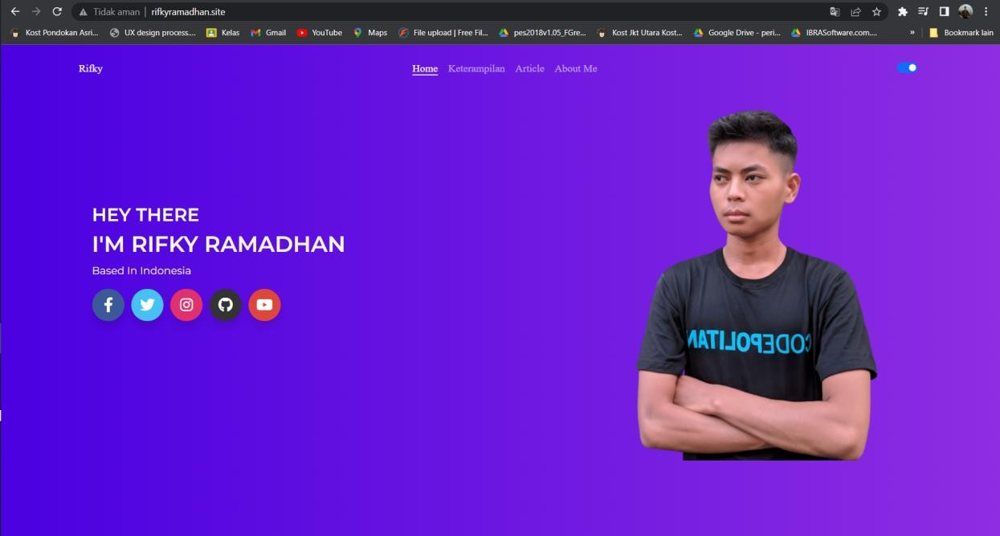 Tidak aman | rifkyramadhan.site
Kost Pondokan Asri... UX design process.... Kelas Gmail YouTube Maps File upload | Free Fil... pes2018v1.05_FGre... Kost Jkt Utara Kost... Google Drive - peri... IBRASoftware.com.... » Bookmark lain
Rifky Home Keterampilan Article About Me
HEY THERE
I'M RIFKY RAMADHAN
Based In Indonesia
CODEPOLITAN